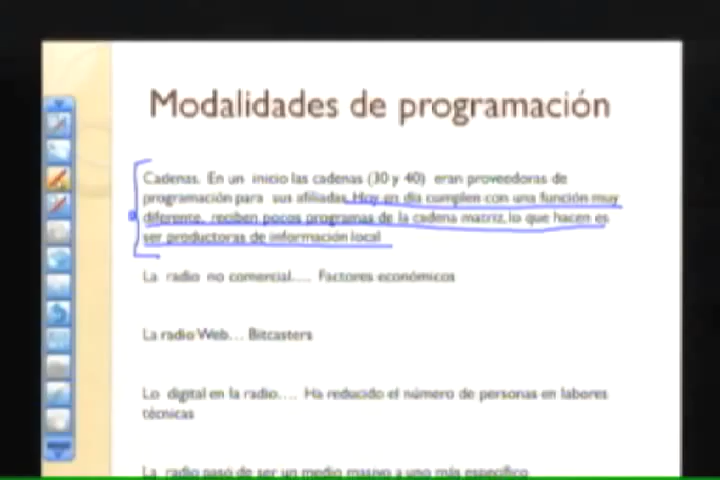 Modalidades de programación
Cadenas. En un inicio las cadenas (30 y 40) eran proveedoras de
programación para sus afiliadas. Hoy en día cumplen con una función muy
diferente, reciben pocos programas de la cadena matriz, lo que hacen es
ser productoras de información local
La radio no comercial.... Factores económicos
La radio Web... Bitcasters
Lo digital en la radio.... Ha reducido el número de personas en labores
técnicas
La radio pasó de ser un medio masivo a uno más específico